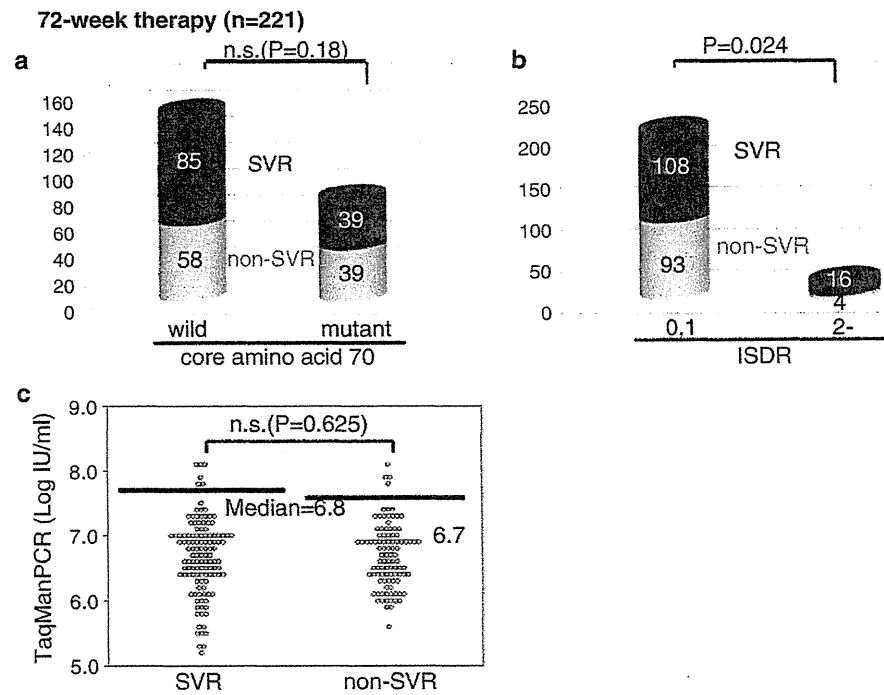 72-week therapy (n=221)
a
n.s.(P=0.18)
160
140
120
100
80
60
40
20
0
85
58
SVR
non-SVR
39
39
wild
mutant
core amino acid 70
b
P=0.024
250
200
150
100
50
0
108
93
SVR
non-SVR
16
4
0,1
2-
ISDR
c
TaqManPCR (Log IU/ml)
9.0
8.0
7.0
6.0
5.0
n.s.(P=0.625)
Median=6.8
6.7
SVR
non-SVR